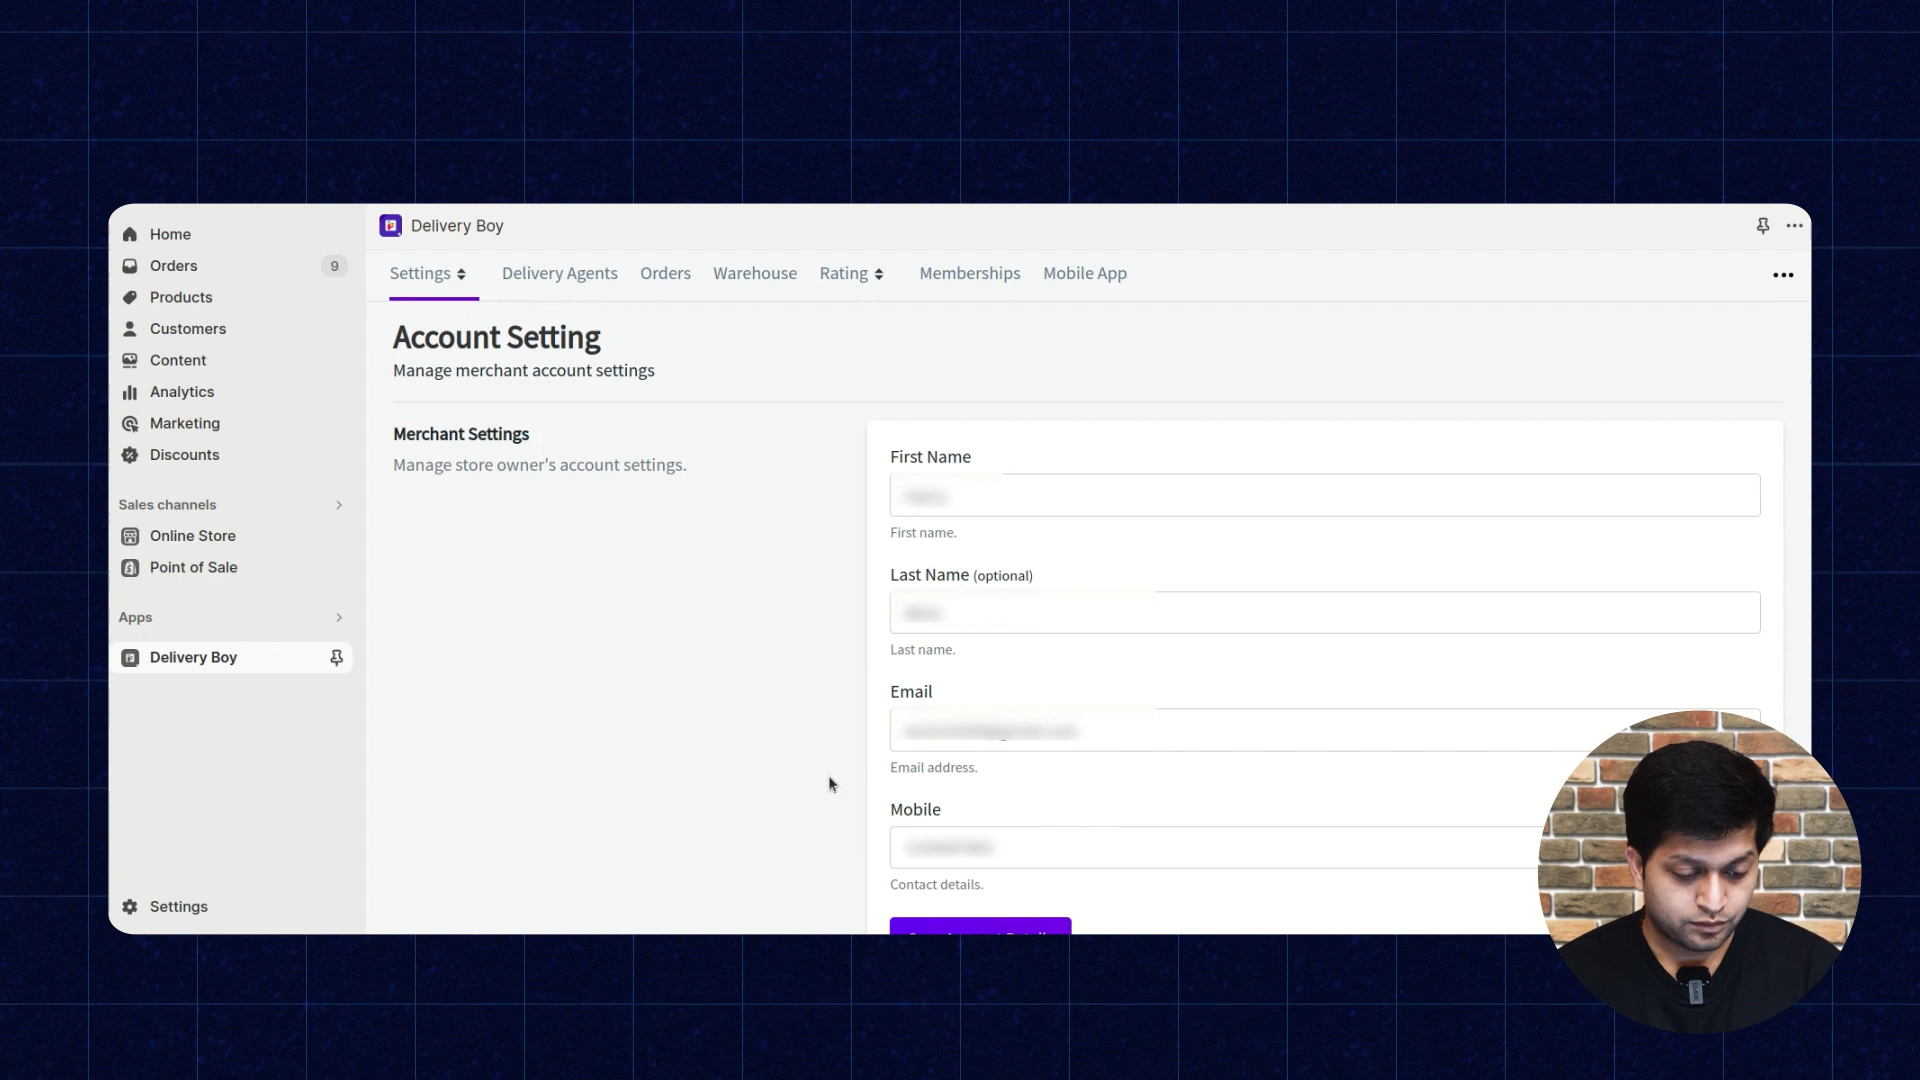 Home
Orders 9
Products
Customers
Content
Analytics
Marketing
Discounts
Sales channels
Online Store
Point of Sale
Apps
Delivery Boy
Settings
Delivery Boy
Settings Delivery Agents Orders Warehouse Rating Memberships Mobile App
Account Setting
Manage merchant account settings
Merchant Settings
Manage store owner's account settings.
First Name
First name.
Last Name (optional)
Last name.
Email
Email address.
Mobile
Contact details.